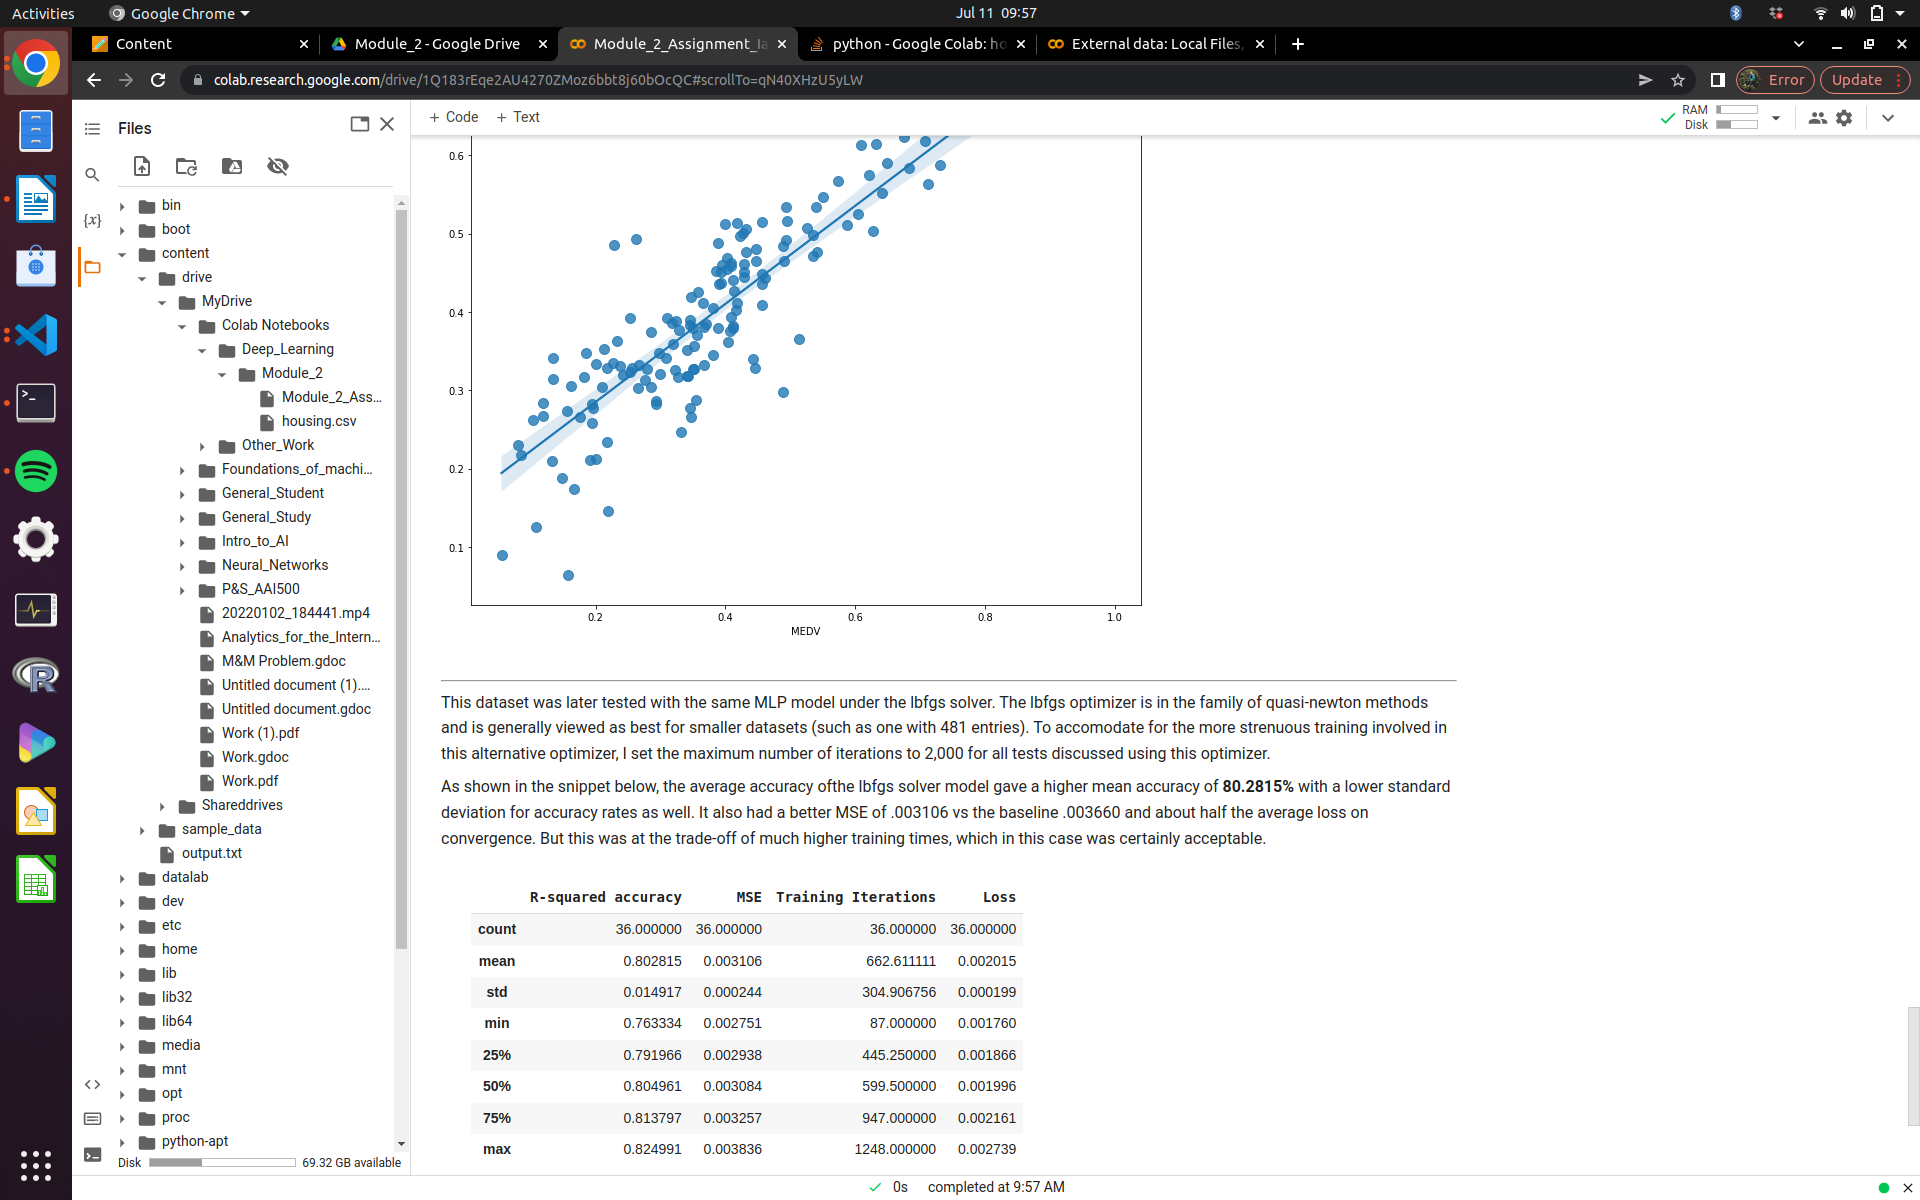 Activities
Google Chrome
Jul 11 09:57
Content
Module_2 - Google Drive
Module_2_Assignment_Ia
python - Google Colab: ho
External data: Local Files,
colab.research.google.com/drive/1Q183rEqe2AU4270ZMoz6bbt8j60bOcQC#scrollTo=qN40XHzU5yLW
Error
Update
Files
+ Code
+ Text
RAM
Disk
bin
boot
content
drive
MyDrive
Colab Notebooks
Deep_Learning
Module_2
Module_2_Ass...
housing.csv
Other_Work
Foundations_of_machi...
General_Student
General_Study
Intro_to_AI
Neural_Networks
P&S_AAI500
20220102_184441.mp4
Analytics_for_the_Intern...
M&M Problem.gdoc
Untitled document (1)....
Untitled document.gdoc
Work (1).pdf
Work.gdoc
Work.pdf
Shareddrives
sample_data
output.txt
datalab
dev
etc
home
lib
lib32
lib64
media
mnt
opt
proc
python-apt
Disk
69.32 GB available
{x}
0.6
0.5
0.4
0.3
0.2
0.1
0.2 0.4 0.6 0.8 1.0
MEDV
This dataset was later tested with the same MLP model under the lbfgs solver. The lbfgs optimizer is in the family of quasi-newton methods
and is generally viewed as best for smaller datasets (such as one with 481 entries). To accomodate for the more strenuous training involved in
this alternative optimizer, I set the maximum number of iterations to 2,000 for all tests discussed using this optimizer.
As shown in the snippet below, the average accuracy ofthe lbfgs solver model gave a higher mean accuracy of 80.2815% with a lower standard
deviation for accuracy rates as well. It also had a better MSE of .003106 vs the baseline .003660 and about half the average loss on
convergence. But this was at the trade-off of much higher training times, which in this case was certainly acceptable.
R-squared accuracy MSE Training Iterations Loss
count 36.000000 36.000000 36.000000 36.000000
mean 0.802815 0.003106 662.611111 0.002015
std 0.014917 0.000244 304.906756 0.000199
min 0.763334 0.002751 87.000000 0.001760
25% 0.791966 0.002938 445.250000 0.001866
50% 0.804961 0.003084 599.500000 0.001996
75% 0.813797 0.003257 947.000000 0.002161
max 0.824991 0.003836 1248.000000 0.002739
0s completed at 9:57 AM